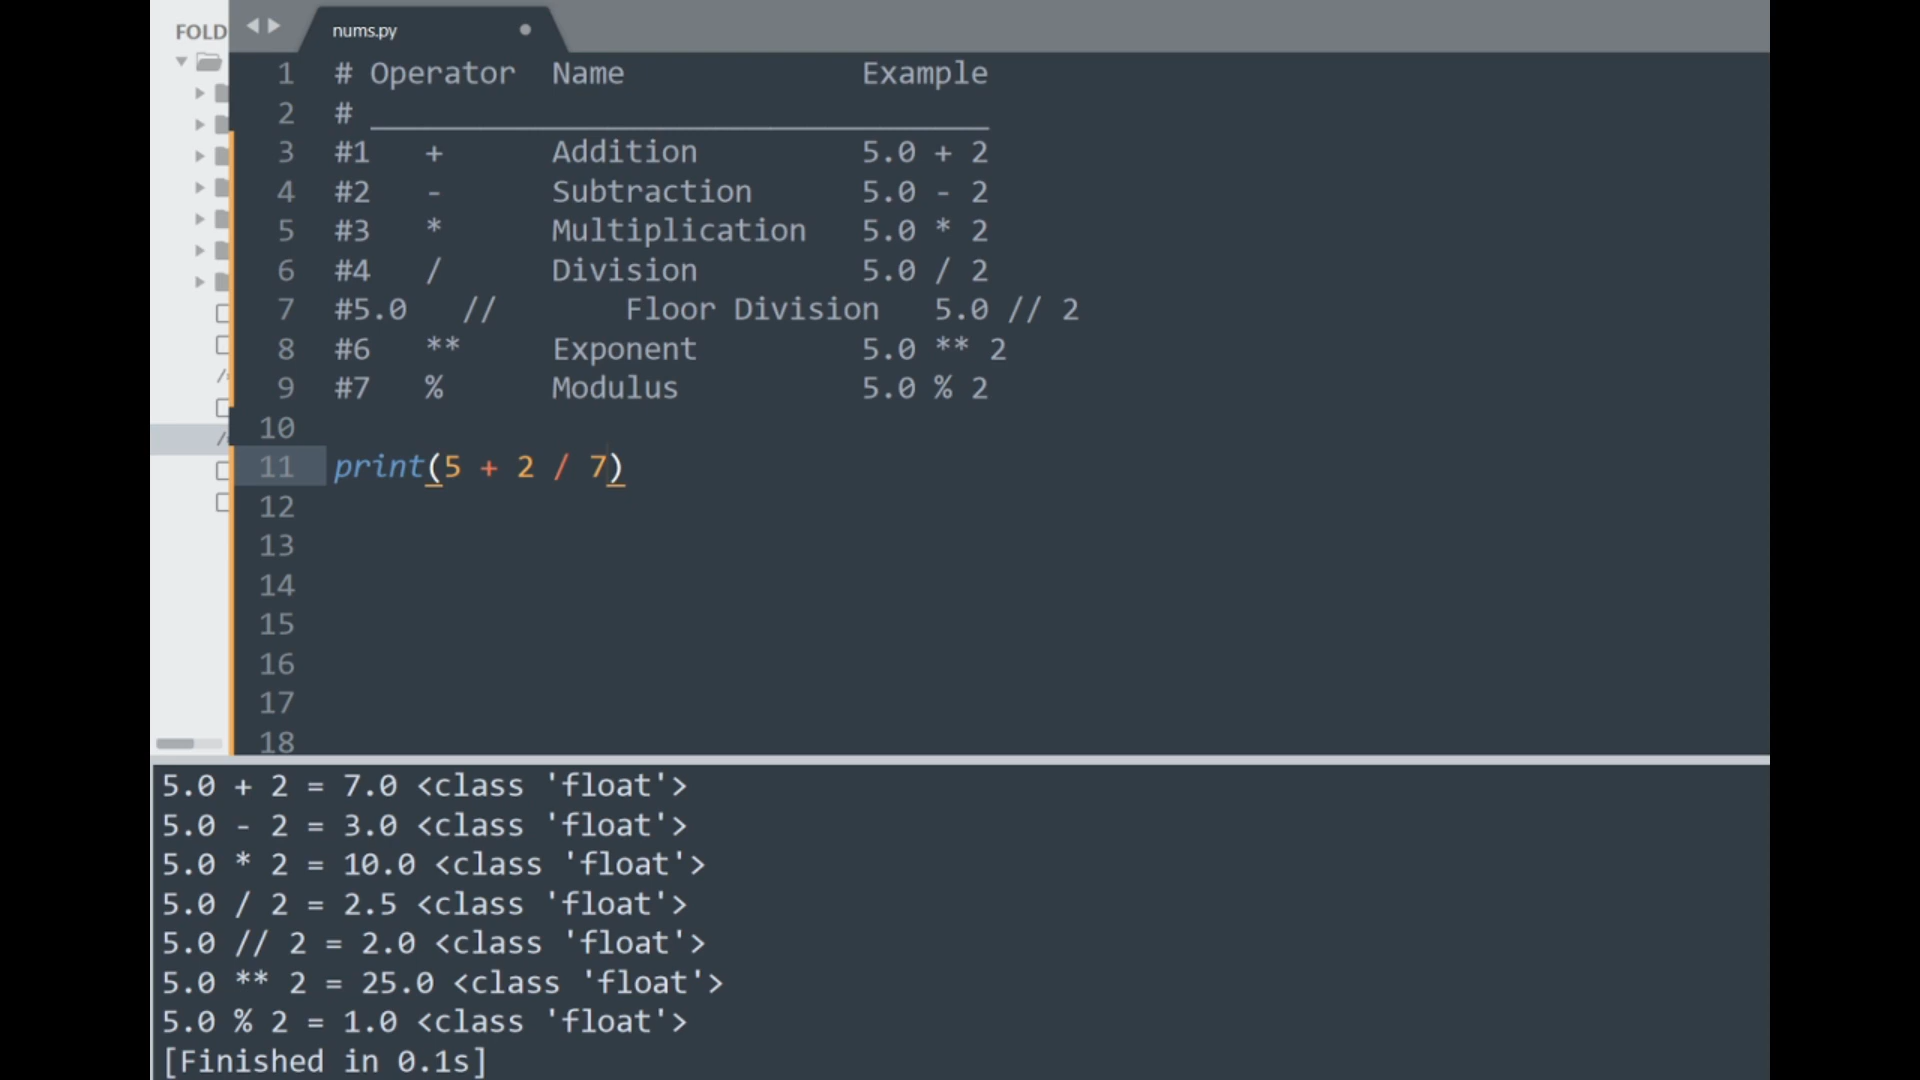 FOLD
nums.py
1 # Operator  Name             Example
2 # __________________________________
3 #1   +      Addition         5.0 + 2
4 #2   -      Subtraction      5.0 - 2
5 #3   *      Multiplication   5.0 * 2
6 #4   /      Division         5.0 / 2
7 #5.0   //       Floor Division   5.0 // 2
8 #6   **     Exponent         5.0 ** 2
9 #7   %      Modulus          5.0 % 2
10
11 print(5 + 2 / 7)
12
13
14
15
16
17
18
5.0 + 2 = 7.0 <class 'float'>
5.0 - 2 = 3.0 <class 'float'>
5.0 * 2 = 10.0 <class 'float'>
5.0 / 2 = 2.5 <class 'float'>
5.0 // 2 = 2.0 <class 'float'>
5.0 ** 2 = 25.0 <class 'float'>
5.0 % 2 = 1.0 <class 'float'>
[Finished in 0.1s]